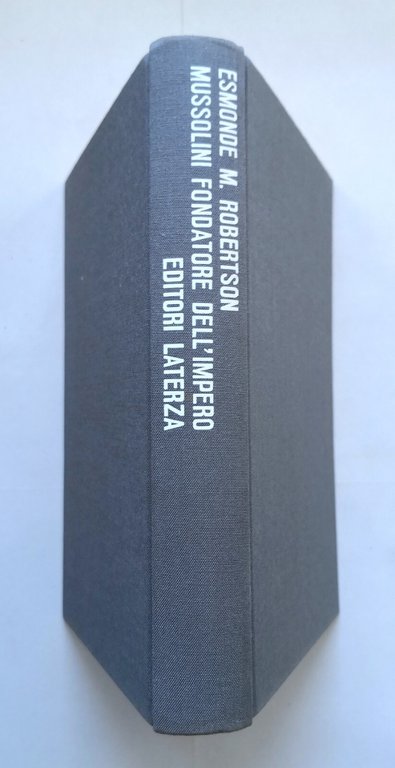 ESMONDE M. ROBERTSON
MUSSOLINI FONDATORE DELL'IMPERO
EDITORI LATERZA